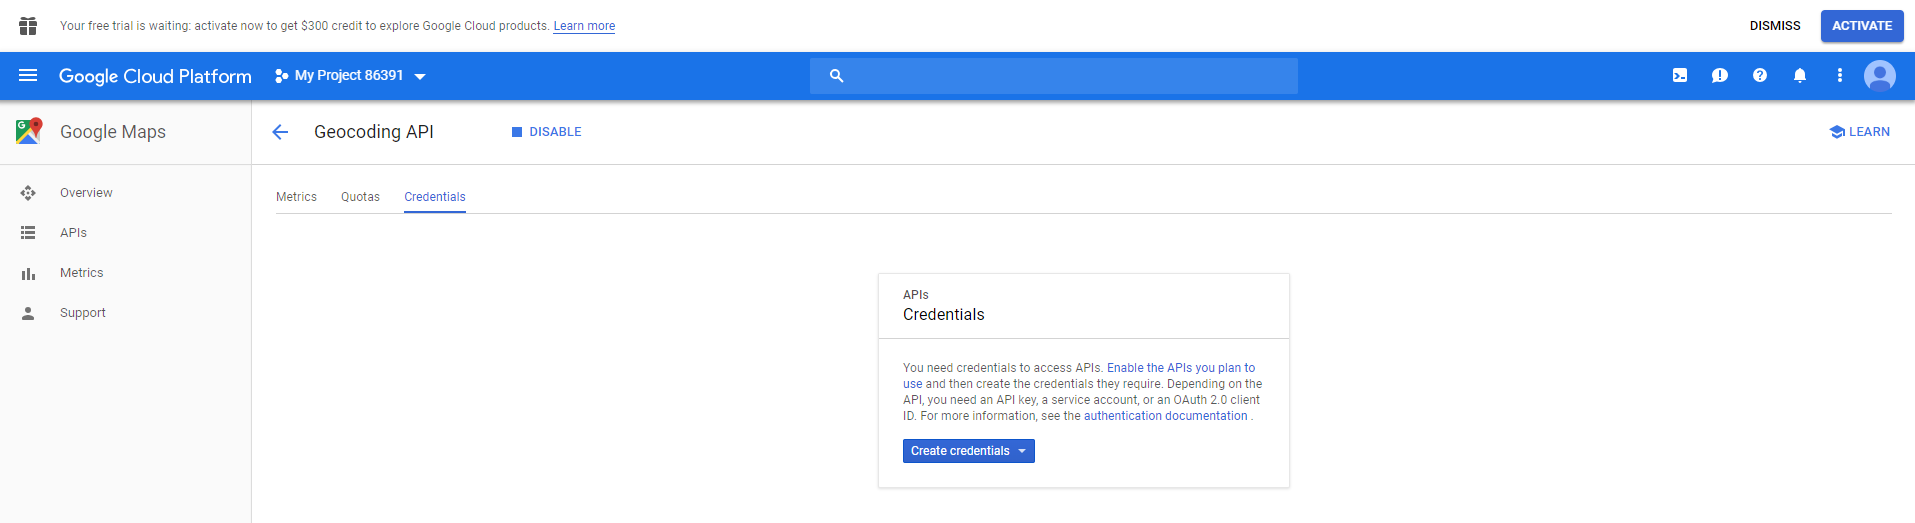 Your free trial is waiting: activate now to get $300 credit to explore Google Cloud products. Learn more
DISMISS
ACTIVATE
Google Cloud Platform
My Project 86391
Google Maps
Geocoding API
DISABLE
LEARN
Overview
APIs
Metrics
Support
Metrics
Quotas
Credentials
APIs
Credentials
You need credentials to access APIs. Enable the APIs you plan to
use and then create the credentials they require. Depending on the
API, you need an API key, a service account, or an OAuth 2.0 client
ID. For more information, see the authentication documentation .
Create credentials